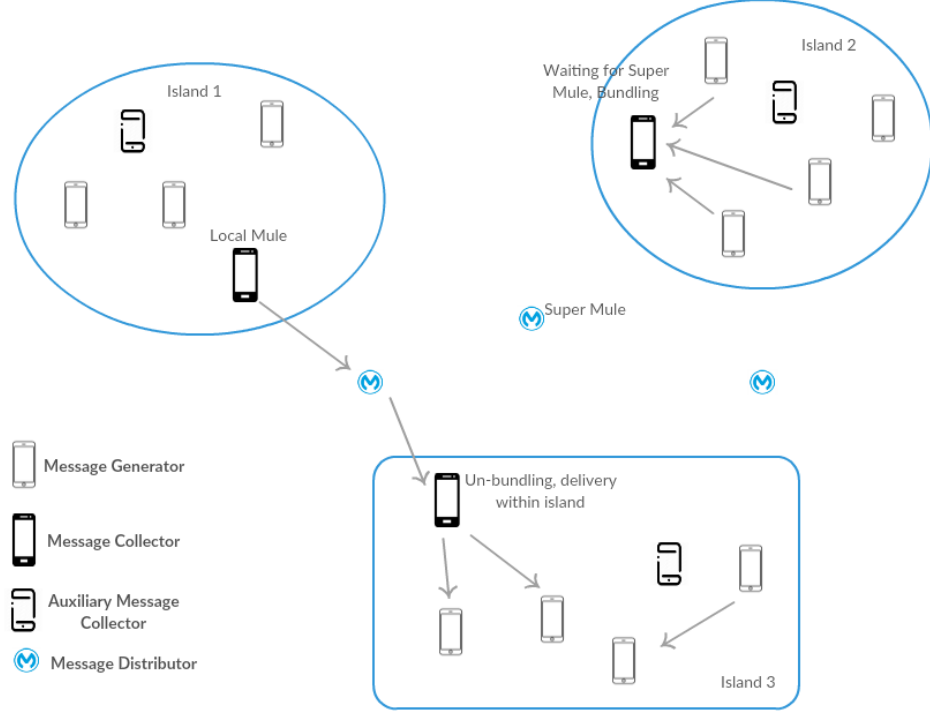 Island 1
Island 2
Waiting for Super
Mule, Bundling
Local Mule
Super Mule
Message Generator
Message Collector
Auxiliary Message
Collector
Message Distributor
Un-bundling, delivery
within island
Island 3